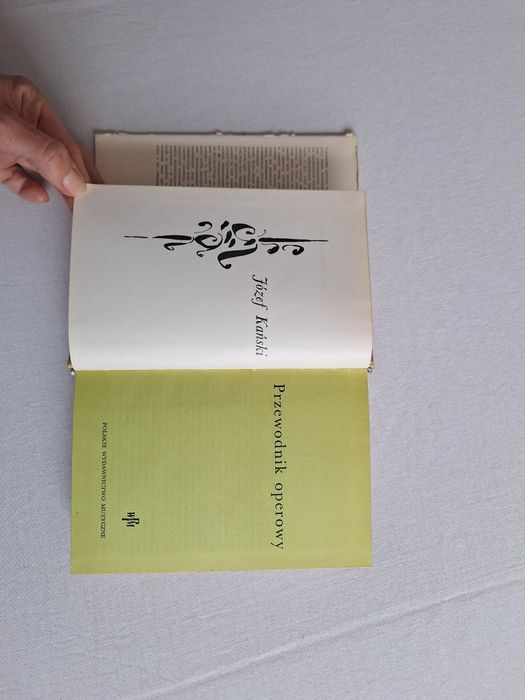 Józef Kański
Przewodnik operowy
PWM
POLSKIE WYDAWNICTWO MUZYCZNE